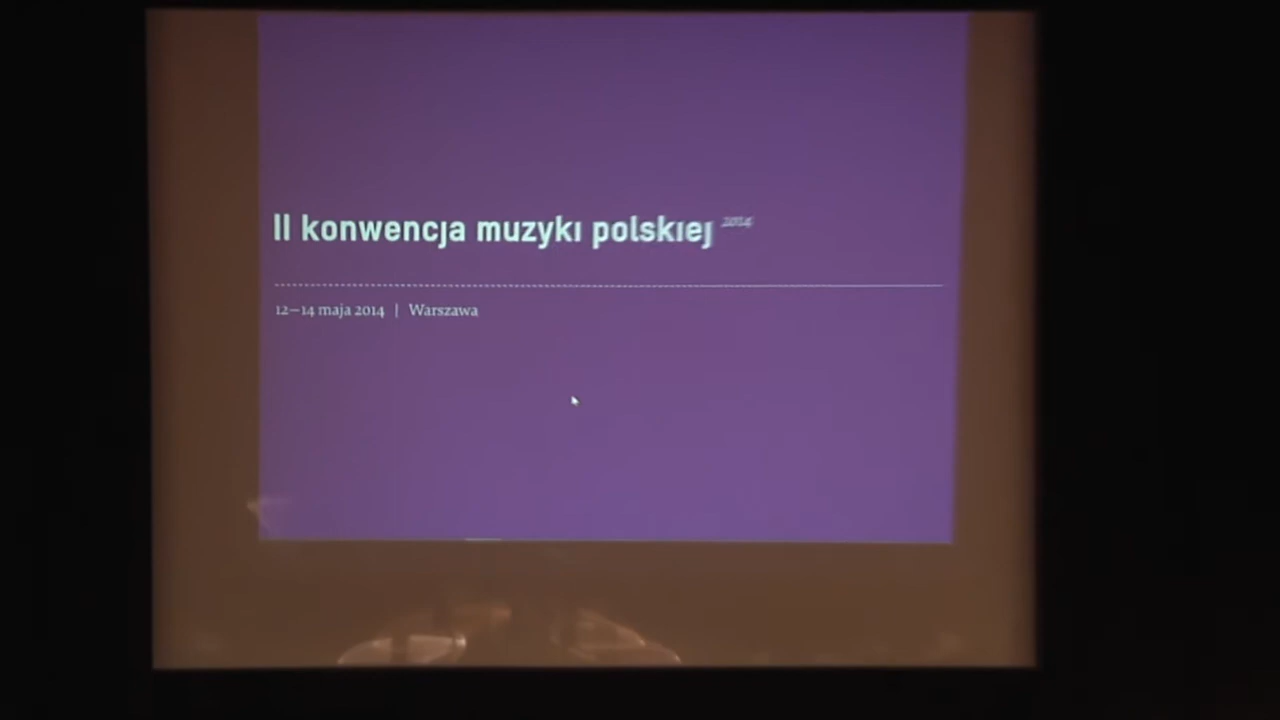 II konwencja muzyki polskiej 2014
12–14 maja 2014 | Warszawa